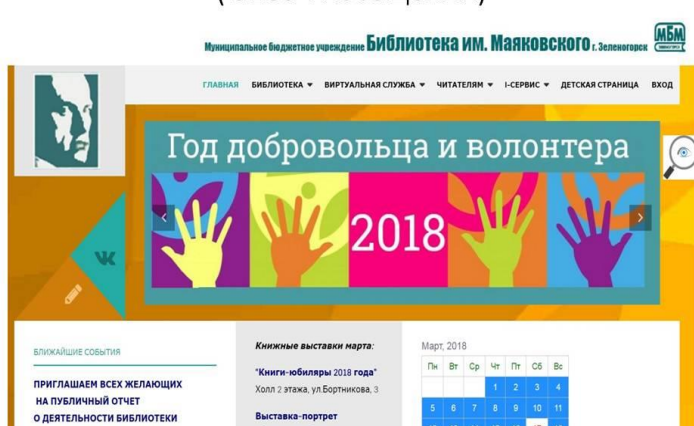 Муниципальное бюджетное учреждение Библиотека им. Маяковского г. Зеленогорск
МБМ
ГЛАВНАЯ БИБЛИОТЕКА ВИРТУАЛЬНАЯ СЛУЖБА ЧИТАТЕЛЯМ I-СЕРВИС ДЕТСКАЯ СТРАНИЦА ВХОД
Год добровольца и волонтера
2018
БЛИЖАЙШИЕ СОБЫТИЯ
ПРИГЛАШАЕМ ВСЕХ ЖЕЛАЮЩИХ
НА ПУБЛИЧНЫЙ ОТЧЕТ
О ДЕЯТЕЛЬНОСТИ БИБЛИОТЕКИ
Книжные выставки марта:
"Книги-юбиляры 2018 года"
Холл 2 этажа, ул.Бортникова, 3
Выставка-портрет
Март, 2018
Пн Вт Ср Чт Пт Сб Вс
1 2 3 4
5 6 7 8 9 10 11